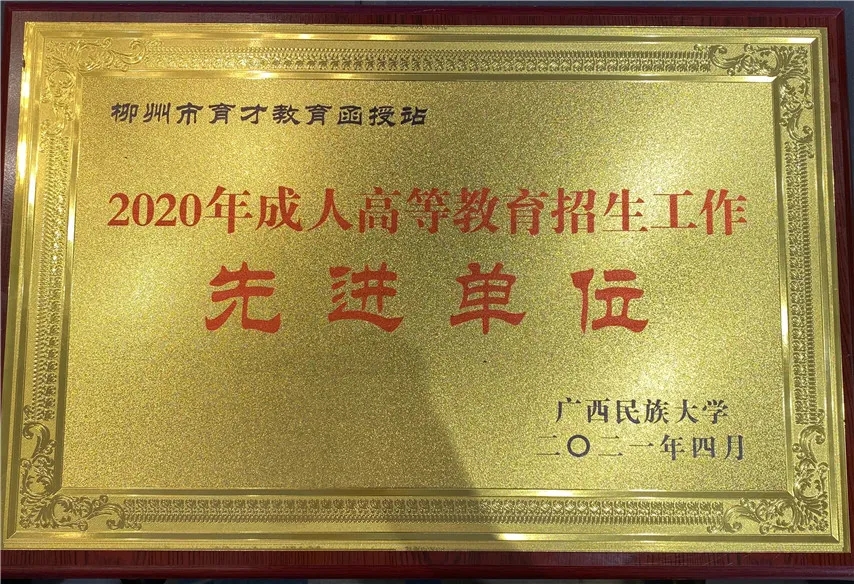 柳州市育才教育函授站
2020年成人高等教育招生工作
先进单位
广西民族大学
二〇二一年四月